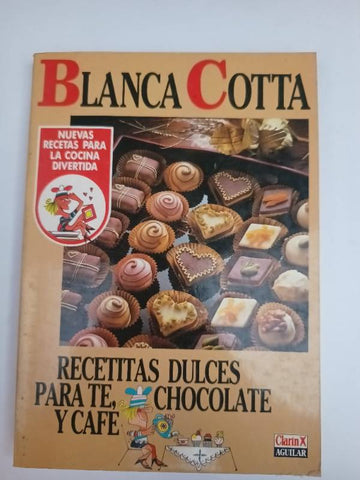 BLANCA COTTA
NUEVAS
RECETAS PARA
LA COCINA
DIVERTIDA
RECETITAS DULCES
PARA TE, CHOCOLATE
Y CAFE
Clarín X
AGUILAR